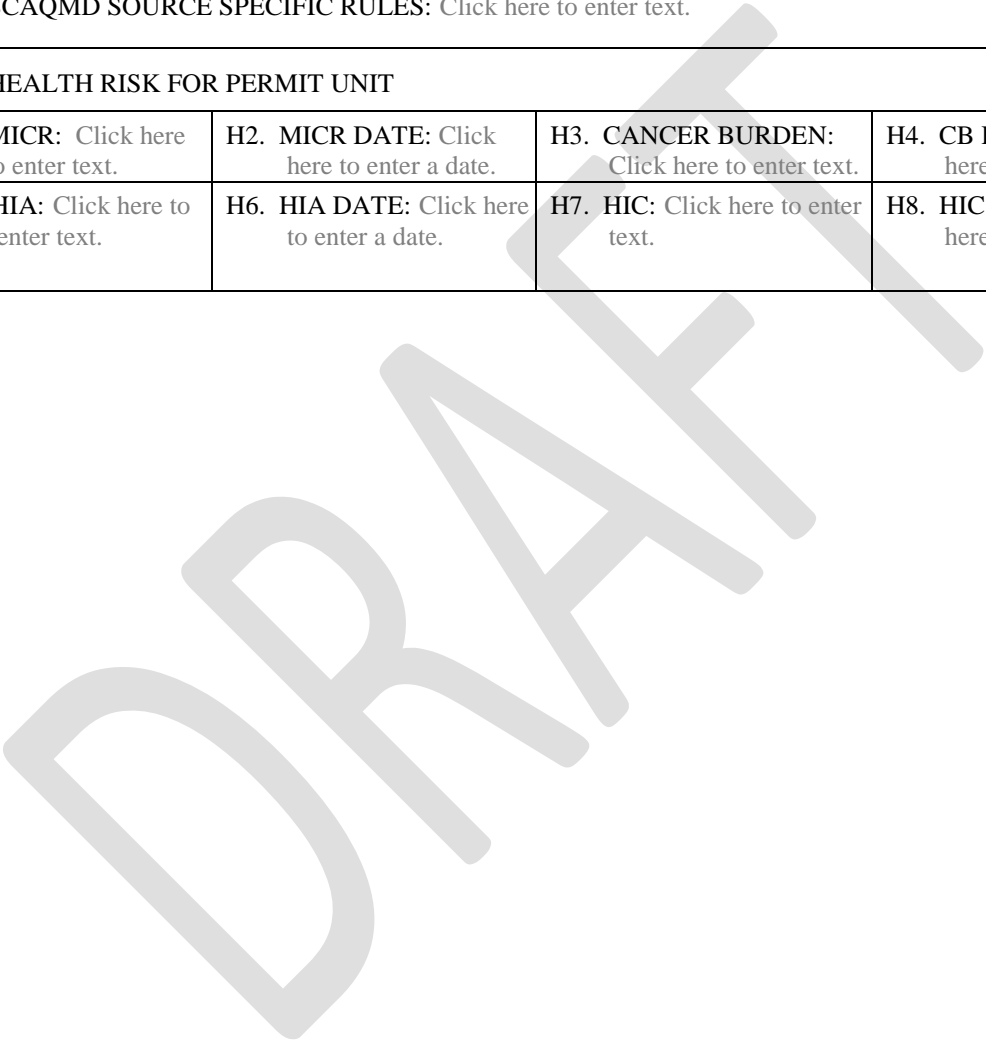 CAQMD SOURCE SPECIFIC RULES: Click here to enter text.
HEALTH RISK FOR PERMIT UNIT
MICR: Click here
H2. MICR DATE: Click
H3. CANCER BURDEN:
H4. CB
o enter text.
here to enter a date.
Click here to enter text.
here
HIA: Click here to
H6. HIA DATE: Click here
H7. HIC: Click here to enter
H8. HIC
enter text.
to enter a date.
text.
here
DRAFT